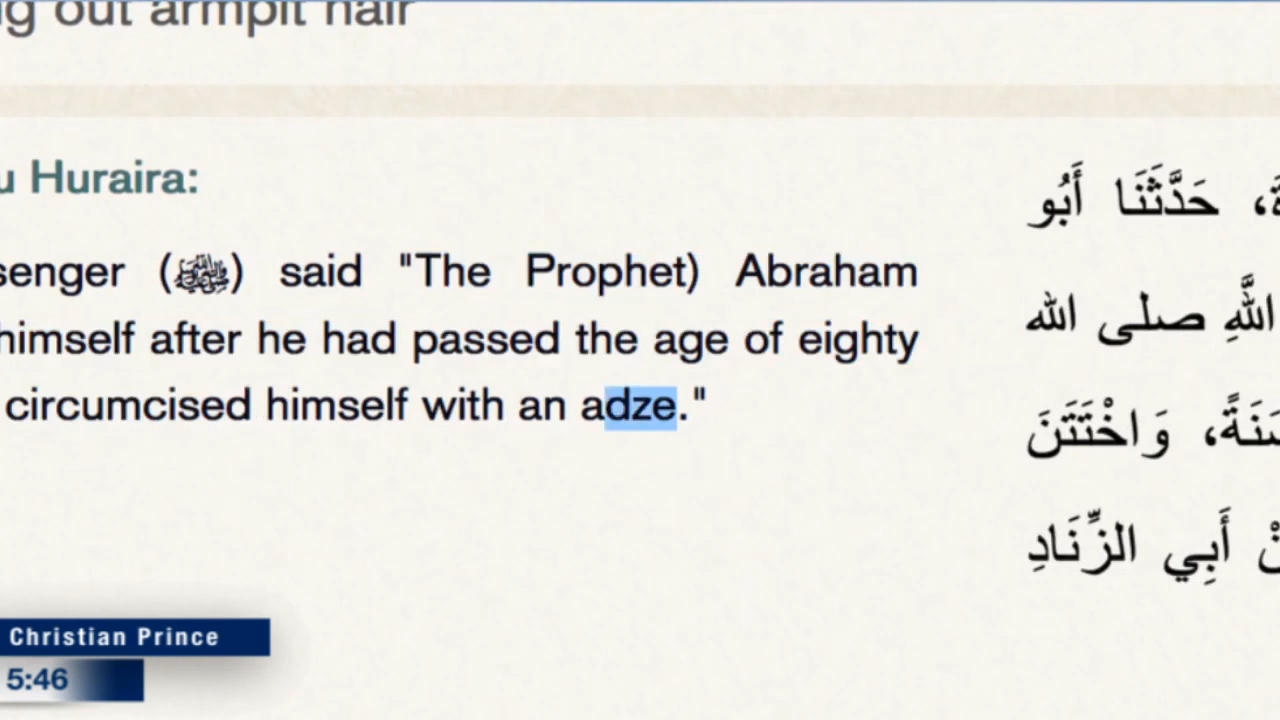 out armpit hair
Huraira:
(ﷺ) said "The Prophet) Abraham
himself after he had passed the age of eighty
circumcised himself with an adze."
حَدَّثَنَا أَبُو
اللَّهِ صلى الله
وَاخْتَتَنَ
أَبِي الزِّنَادِ
Christian Prince
5:46